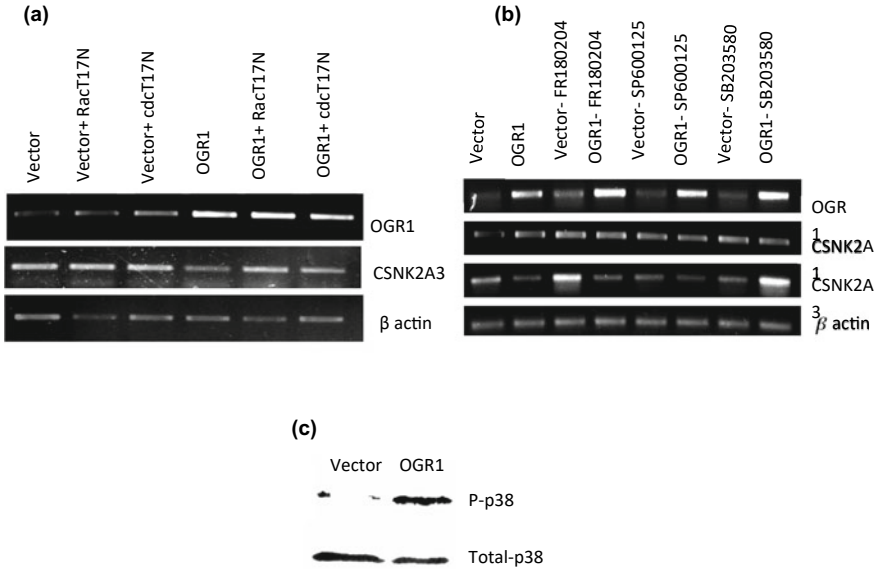 (a)
Vector
Vector+ RacT17N
Vector+ cdcT17N
OGR1
OGR1+ RacT17N
OGR1+ cdcT17N
OGR1
CSNK2A3
β actin
(b)
Vector
OGR1
Vector- FR180204
OGR1- FR180204
Vector- SP600125
OGR1- SP600125
Vector- SB203580
OGR1- SB203580
OGR
1
CSNK2A
1
CSNK2A
3
β actin
(c)
Vector OGR1
P-p38
Total-p38